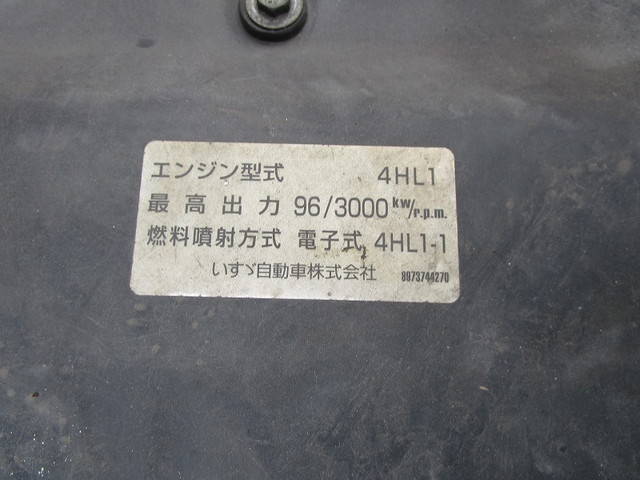 エンジン型式 4HL1
最高出力 96/3000 kW/r.p.m.
燃料噴射方式 電子式 4HL1-1
いすゞ自動車株式会社 8973744270